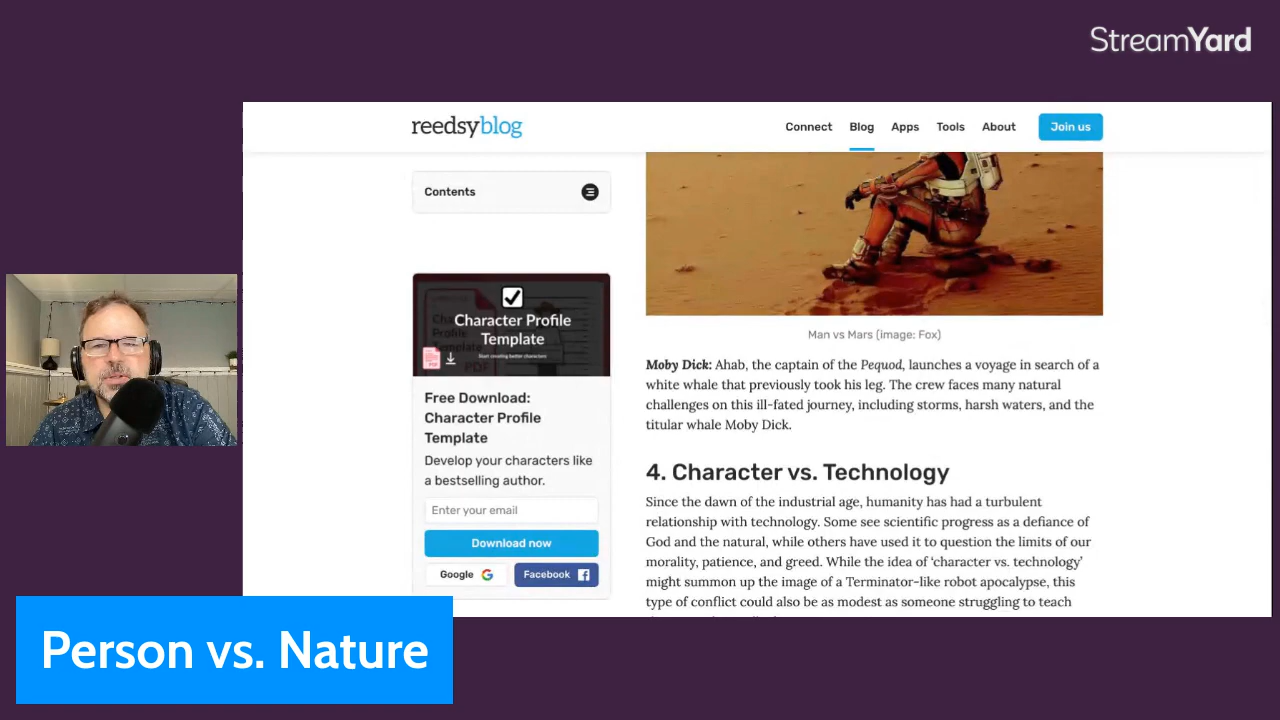 StreamYard
reedsyblog
Connect Blog Apps Tools About Join us
Contents
Character Profile
Template
Start creating better characters
Free Download:
Character Profile
Template
Develop your characters like
a bestselling author.
Enter your email
Download now
Google Facebook
Man vs Mars (image: Fox)
Moby Dick: Ahab, the captain of the Pequod, launches a voyage in search of a
white whale that previously took his leg. The crew faces many natural
challenges on this ill-fated journey, including storms, harsh waters, and the
titular whale Moby Dick.
4. Character vs. Technology
Since the dawn of the industrial age, humanity has had a turbulent
relationship with technology. Some see scientific progress as a defiance of
God and the natural, while others have used it to question the limits of our
morality, patience, and greed. While the idea of ‘character vs. technology’
might summon up the image of a Terminator-like robot apocalypse, this
type of conflict could also be as modest as someone struggling to teach
Person vs. Nature